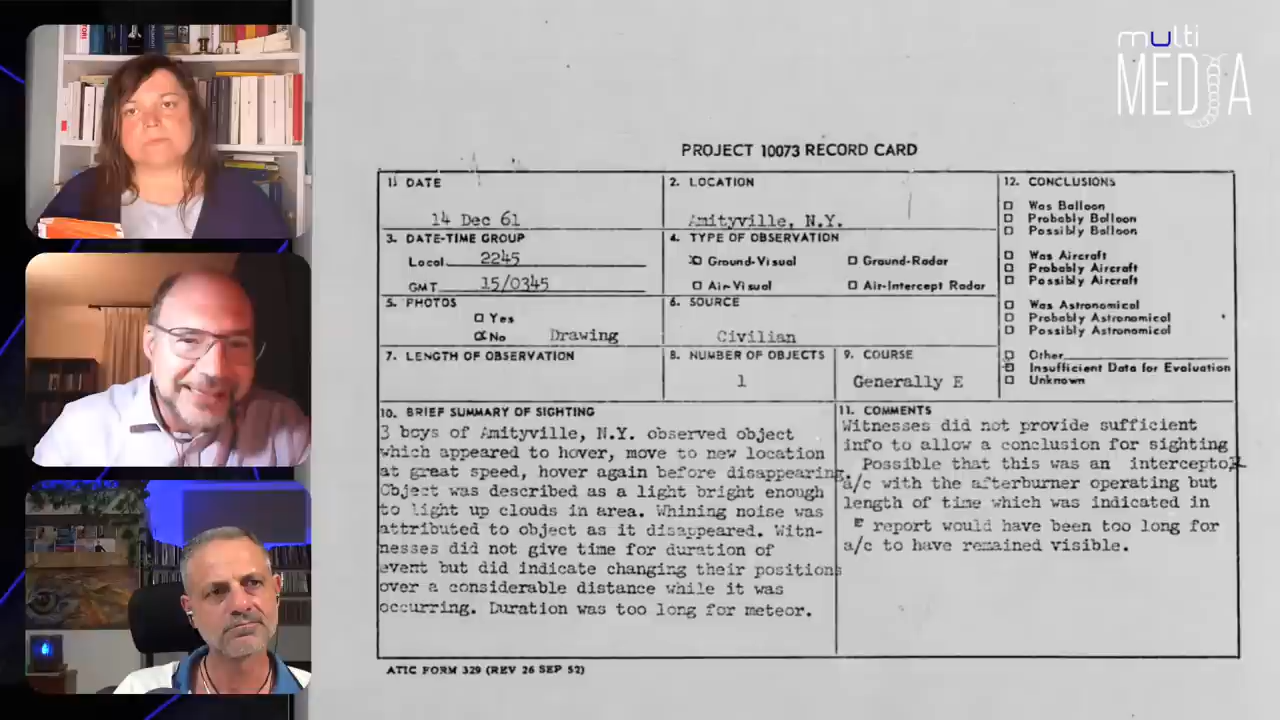 multi
MEDIA
PROJECT 10073 RECORD CARD
1. DATE
14 Dec 61
2. LOCATION
Amityville, N.Y.
3. DATE-TIME GROUP
Local 2245
GMT 15/0345
4. TYPE OF OBSERVATION
Ground-Visual Ground-Radar
Air-Visual Air-Intercept Radar
5. PHOTOS
Yes
No Drawing
6. SOURCE
Civilian
7. LENGTH OF OBSERVATION
8. NUMBER OF OBJECTS
1
9. COURSE
Generally E
10. BRIEF SUMMARY OF SIGHTING
3 boys of Amityville, N.Y. observed object
which appeared to hover, move to new location
at great speed, hover again before disappearing.
Object was described as a light bright enough
to light up clouds in area. Whining noise was
attributed to object as it disappeared. Witn-
nesses did not give time for duration of
event but did indicate changing their positions
over a considerable distance while it was
occurring. Duration was too long for meteor.
11. COMMENTS
Witnesses did not provide sufficient
info to allow a conclusion for sighting
Possible that this was an interceptor
a/c with the afterburner operating but
length of time which was indicated in
report would have been too long for
a/c to have remained visible.
12. CONCLUSIONS
Was Balloon
Probably Balloon
Possibly Balloon
Was Aircraft
Probably Aircraft
Possibly Aircraft
Was Astronomical
Probably Astronomical
Possibly Astronomical
Other
Insufficient Data for Evaluation
Unknown
ATIC FORM 329 (REV 26 SEP 52)